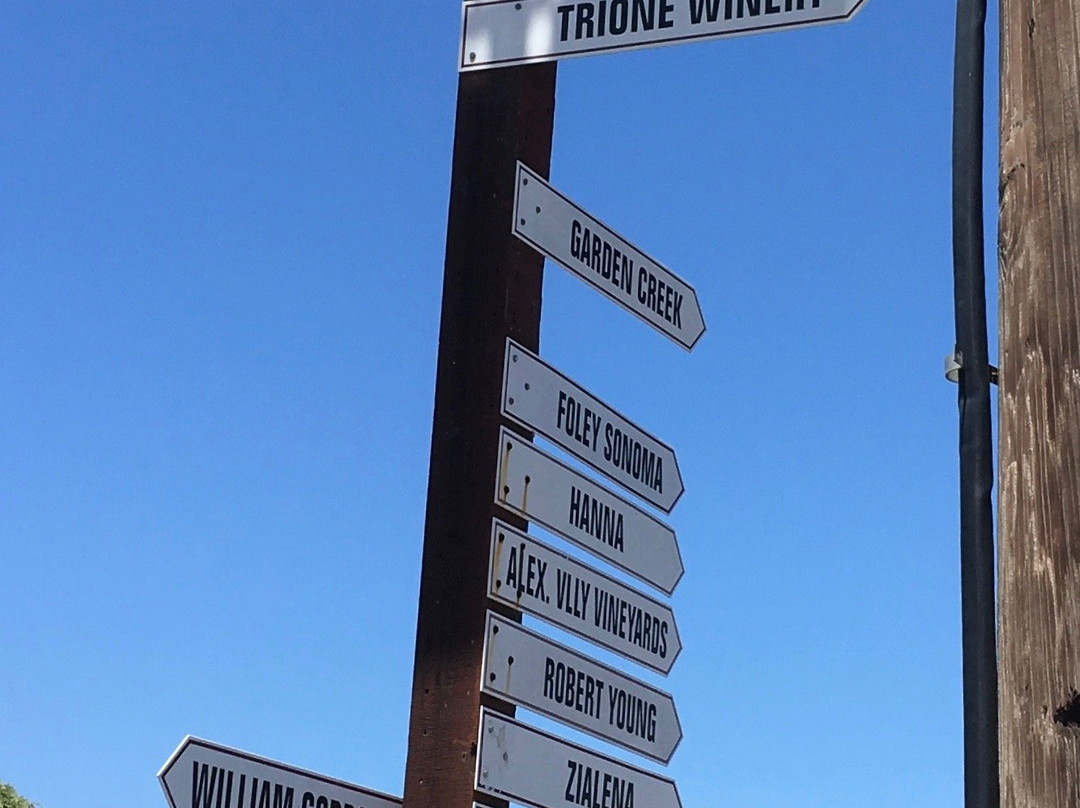 TRIONE WINERY
GARDEN CREEK
FOLEY SONOMA
HANNA
ALEX. VLLY VINEYARDS
ROBERT YOUNG
ZIALENA
WILLIAM